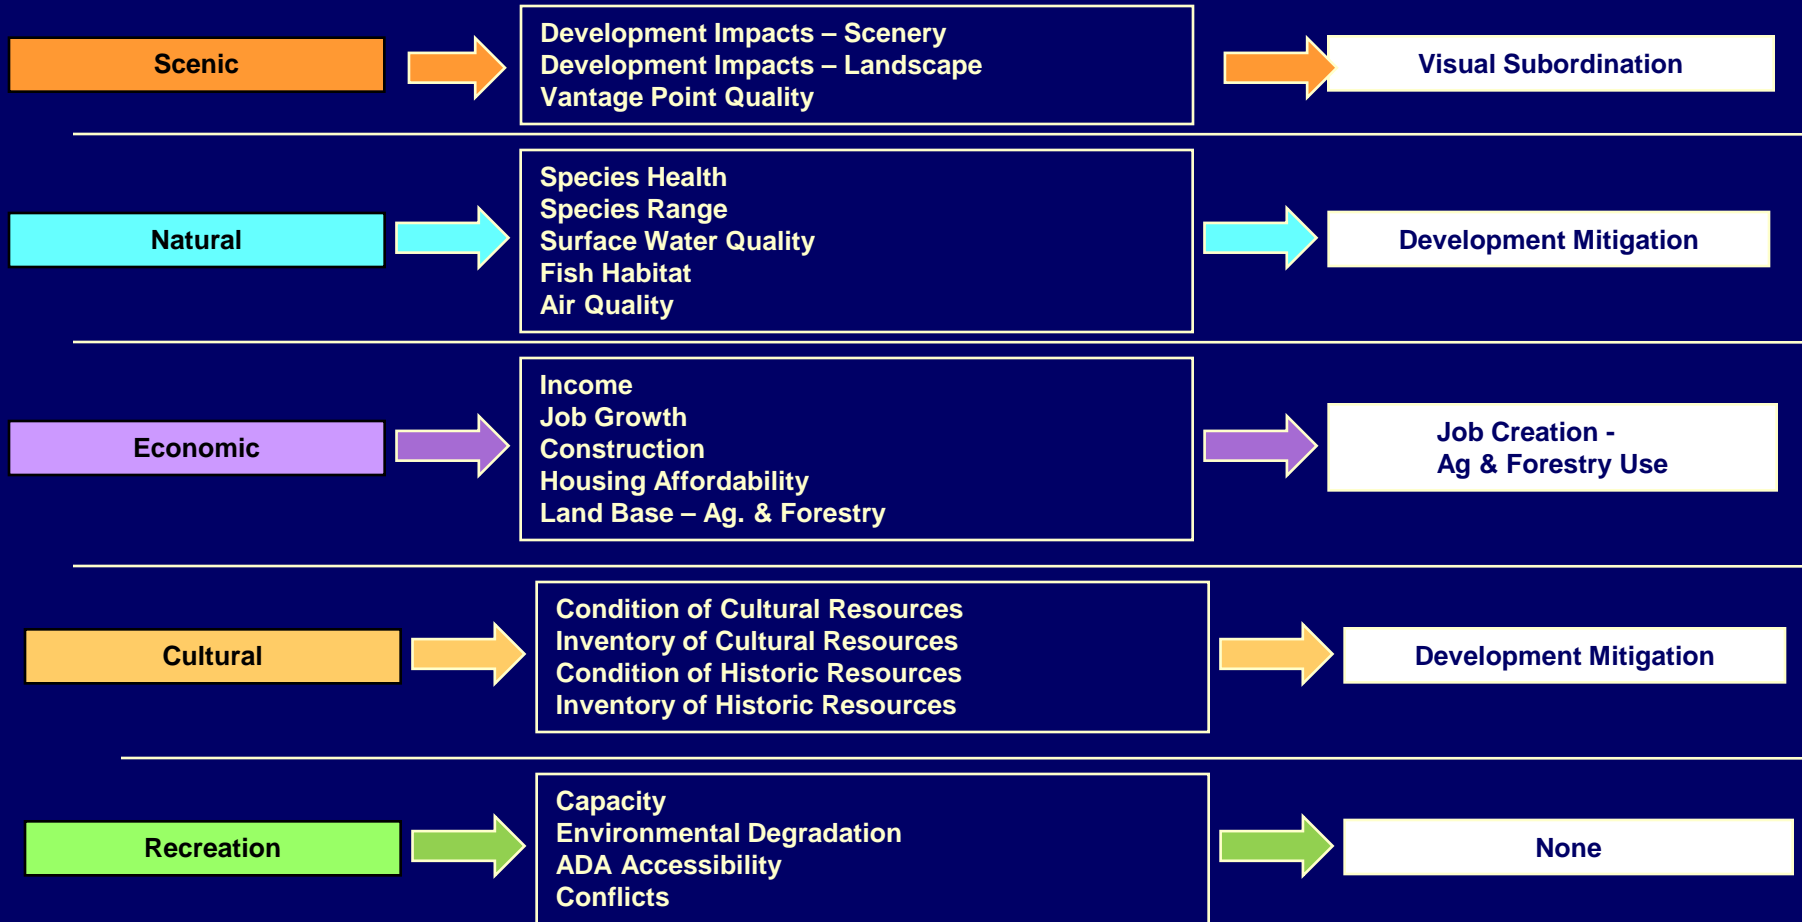 Scenic
Development Impacts – Scenery
Development Impacts – Landscape
Vantage Point Quality
Visual Subordination
Natural
Species Health
Species Range
Surface Water Quality
Fish Habitat
Air Quality
Development Mitigation
Economic
Income
Job Growth
Construction
Housing Affordability
Land Base – Ag. & Forestry
Job Creation -
Ag & Forestry Use
Cultural
Condition of Cultural Resources
Inventory of Cultural Resources
Condition of Historic Resources
Inventory of Historic Resources
Development Mitigation
Recreation
Capacity
Environmental Degradation
ADA Accessibility
Conflicts
None